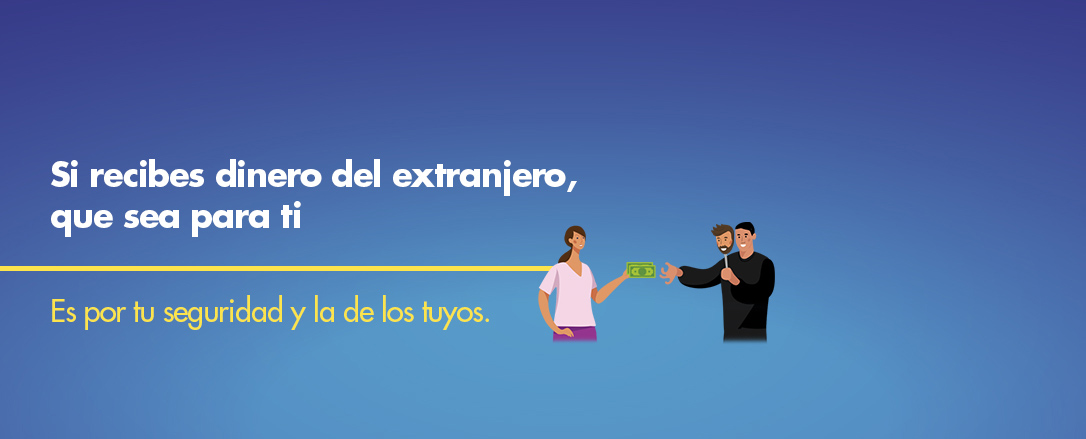 Si recibes dinero del extranjero,
que sea para ti
Es por tu seguridad y la de los tuyos.